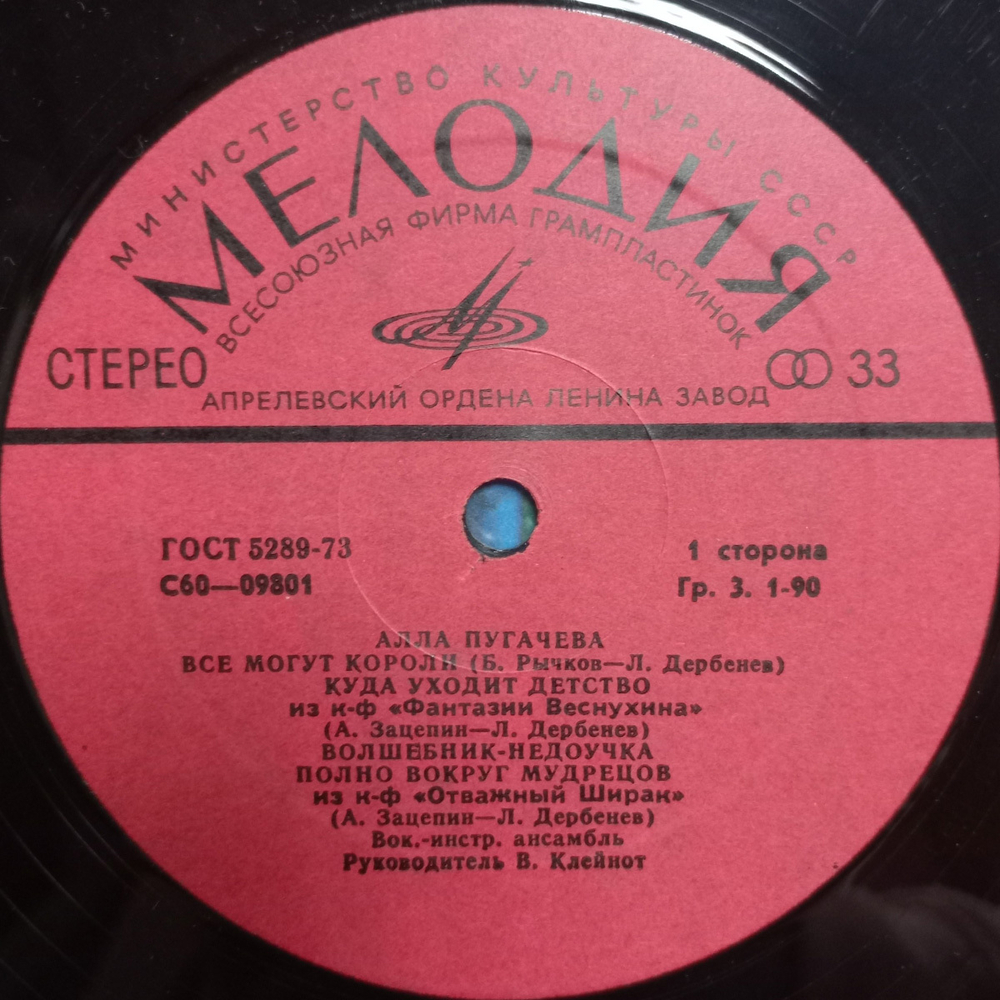 МИНИСТЕРСТВО КУЛЬТУРЫ СССР
МЕЛОДИЯ
ВСЕСОЮЗНАЯ ФИРМА ГРАМПЛАСТИНОК
СТЕРЕО
33
АПРЕЛЕВСКИЙ ОРДЕНА ЛЕНИНА ЗАВОД
ГОСТ 5289-73
С60—09801
1 сторона
Гр. 3. 1-90
АЛЛА ПУГАЧЕВА
ВСЕ МОГУТ КОРОЛИ (Б. Рычков—Л. Дербенев)
КУДА УХОДИТ ДЕТСТВО
из к-ф «Фантазии Веснухина»
(А. Зацепин—Л. Дербенев)
ВОЛШЕБНИК-НЕДОУЧКА
ПОЛНО ВОКРУГ МУДРЕЦОВ
из к-ф «Отважный Ширак»
(А. Зацепин—Л. Дербенев)
Вок.-инстр. ансамбль
Руководитель В. Клейнот